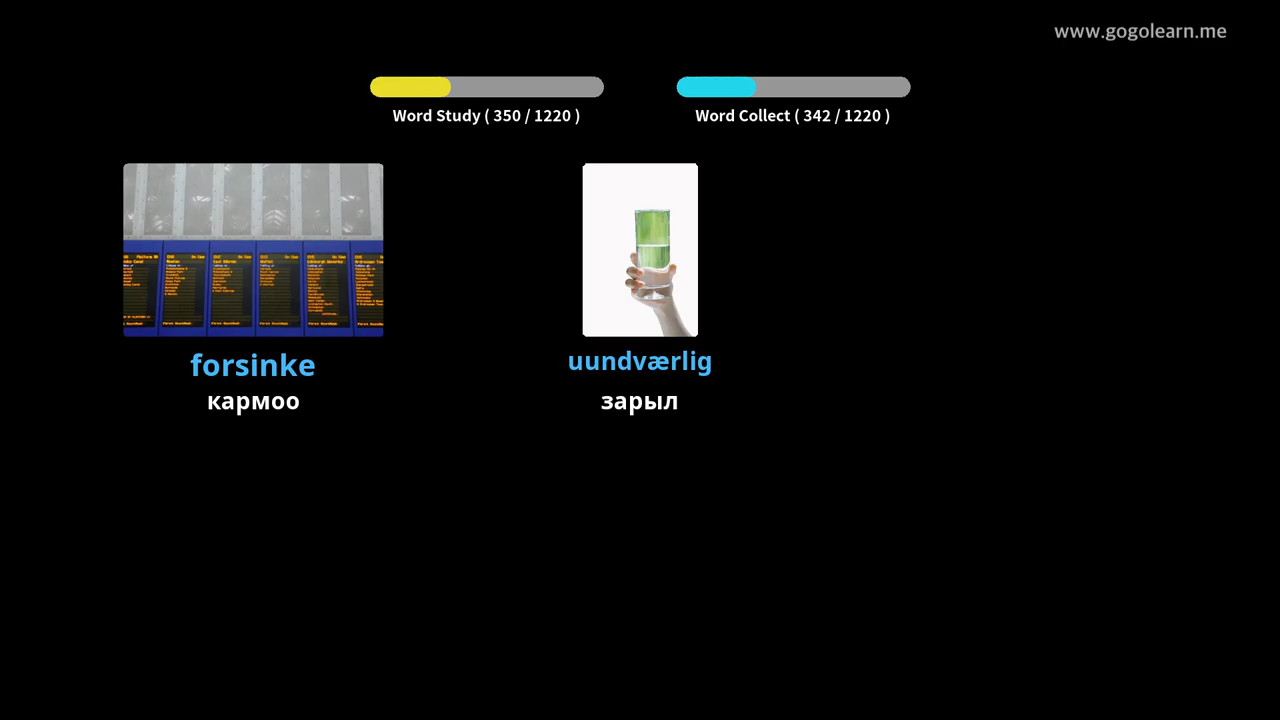 www.gogolearn.me
Word Study ( 350 / 1220 )
Word Collect ( 342 / 1220 )
forsinke
кармоо
uundværlig
зарыл